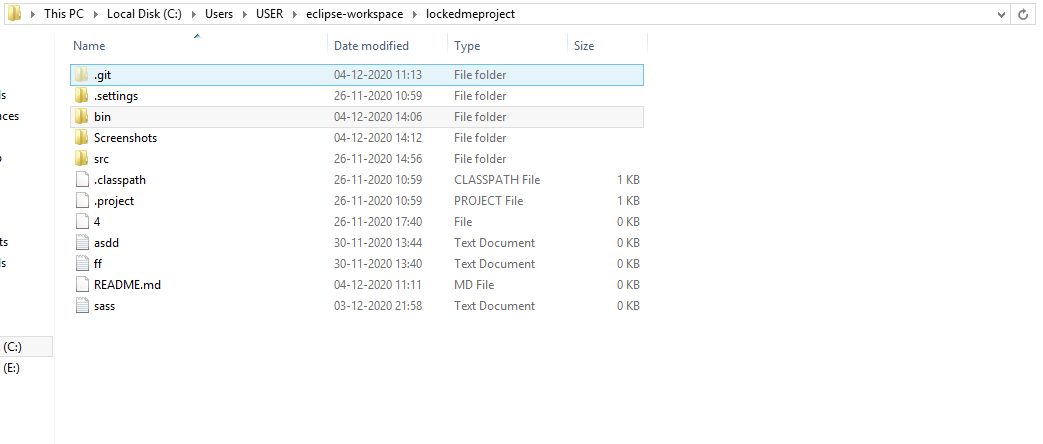 This PC Local Disk (C:) Users USER eclipse-workspace lockedmeproject
Name Date modified Type Size
.git 04-12-2020 11:13 File folder
.settings 26-11-2020 10:59 File folder
bin 04-12-2020 14:06 File folder
Screenshots 04-12-2020 14:12 File folder
src 26-11-2020 14:56 File folder
.classpath 26-11-2020 10:59 CLASSPATH File 1 KB
.project 26-11-2020 10:59 PROJECT File 1 KB
4 26-11-2020 17:40 File 0 KB
asdd 30-11-2020 13:44 Text Document 0 KB
ff 30-11-2020 13:40 Text Document 0 KB
README.md 04-12-2020 11:11 MD File 0 KB
sass 03-12-2020 21:58 Text Document 0 KB
(C:)
(E:)